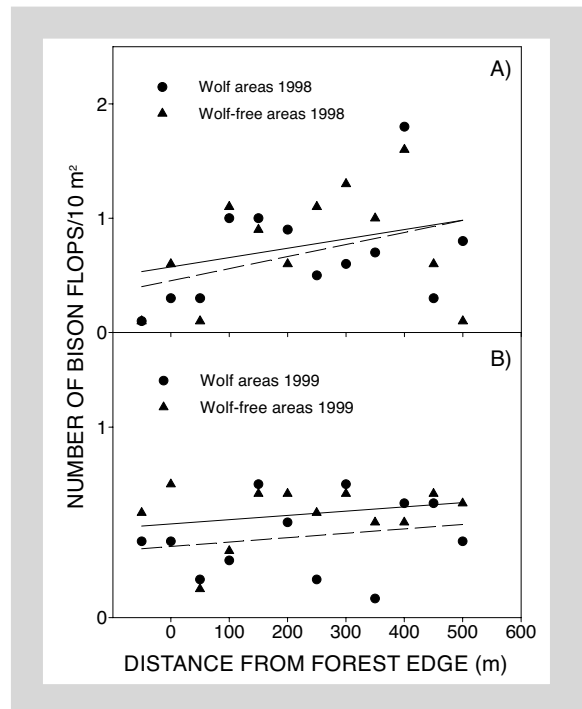 A)
Wolf areas 1998
Wolf-free areas 1998
2
1
0
B)
Wolf areas 1999
Wolf-free areas 1999
1
0
0 100 200 300 400 500 600
DISTANCE FROM FOREST EDGE (m)
NUMBER OF BISON FLOPS/10 m²